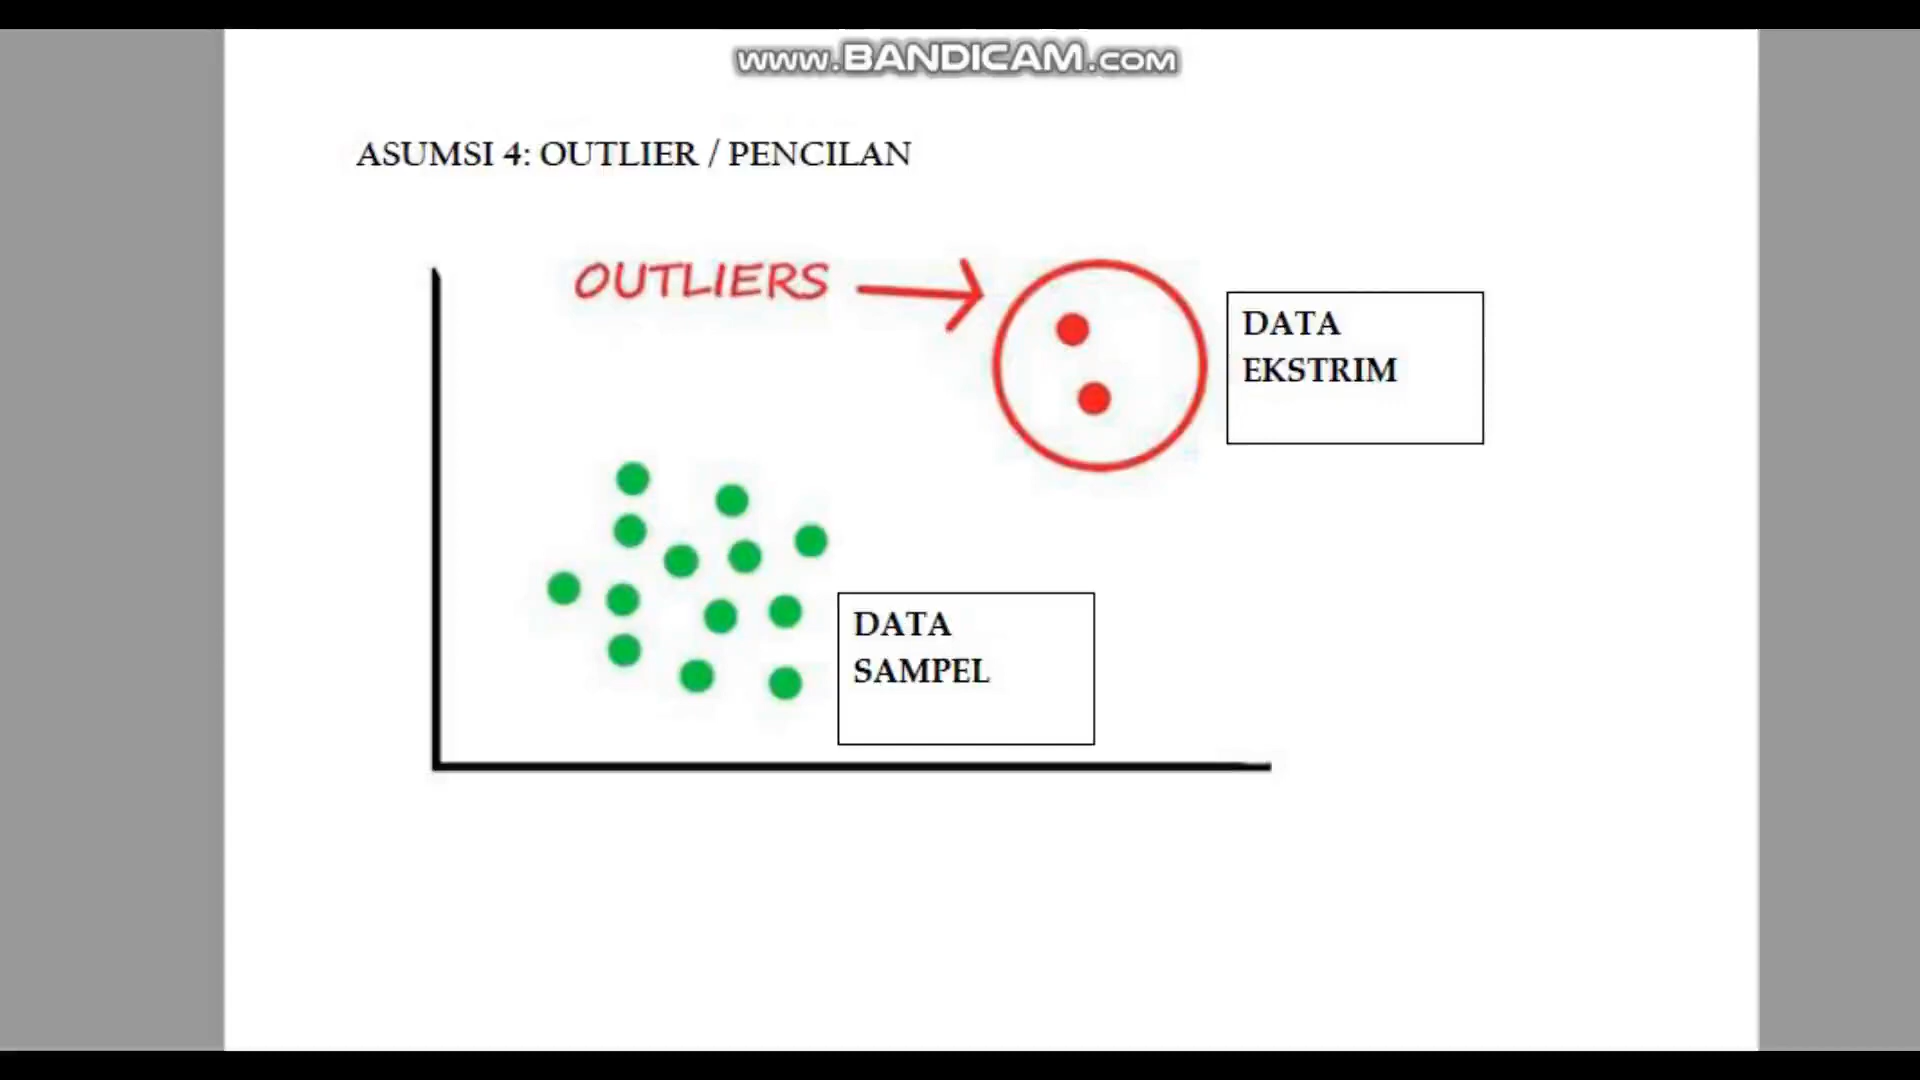 www.BANDICAM.com
ASUMSI 4: OUTLIER / PENCILAN
OUTLIERS
DATA
EKSTRIM
DATA
SAMPEL